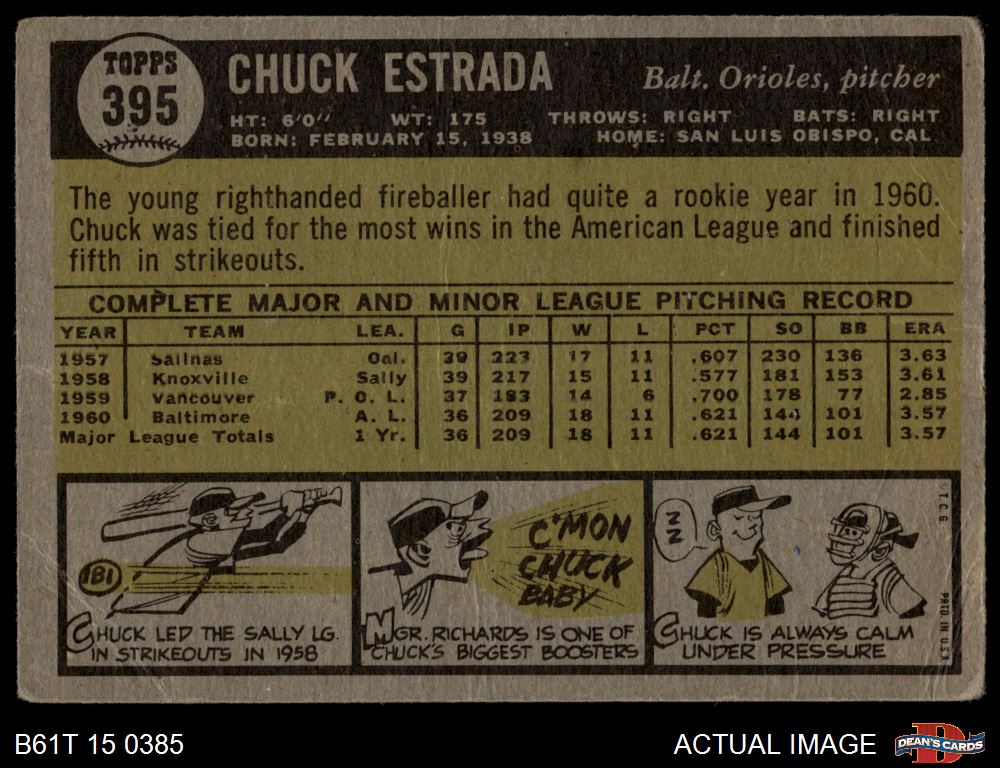 TOPPS
395
CHUCK ESTRADA
Balt. Orioles, pitcher
HT: 6'0" WT: 175 THROWS: RIGHT BATS: RIGHT
BORN: FEBRUARY 15, 1938 HOME: SAN LUIS OBISPO, CAL
The young righthanded fireballer had quite a rookie year in 1960.
Chuck was tied for the most wins in the American League and finished
fifth in strikeouts.
COMPLETE MAJOR AND MINOR LEAGUE PITCHING RECORD
YEAR TEAM LEA. G IP W L PCT SO BB ERA
1957 Salinas Cal. 39 223 17 11 .607 230 136 3.63
1958 Knoxville Sally 39 217 15 11 .577 181 153 3.61
1959 Vancouver P. C. L. 37 183 14 6 .700 178 77 2.85
1960 Baltimore A. L. 36 209 18 11 .621 144 101 3.57
Major League Totals 1 Yr. 36 209 18 11 .621 144 101 3.57
181
CHUCK LED THE SALLY LG.
IN STRIKEOUTS IN 1958
C'MON
CHUCK
BABY
MGR. RICHARDS IS ONE OF
CHUCK'S BIGGEST BOOSTERS
Z
Z
CHUCK IS ALWAYS CALM
UNDER PRESSURE
©T.C.G.
PRTD. IN U.S.A.
B61T 15 0385
ACTUAL IMAGE
DEAN'S CARDS